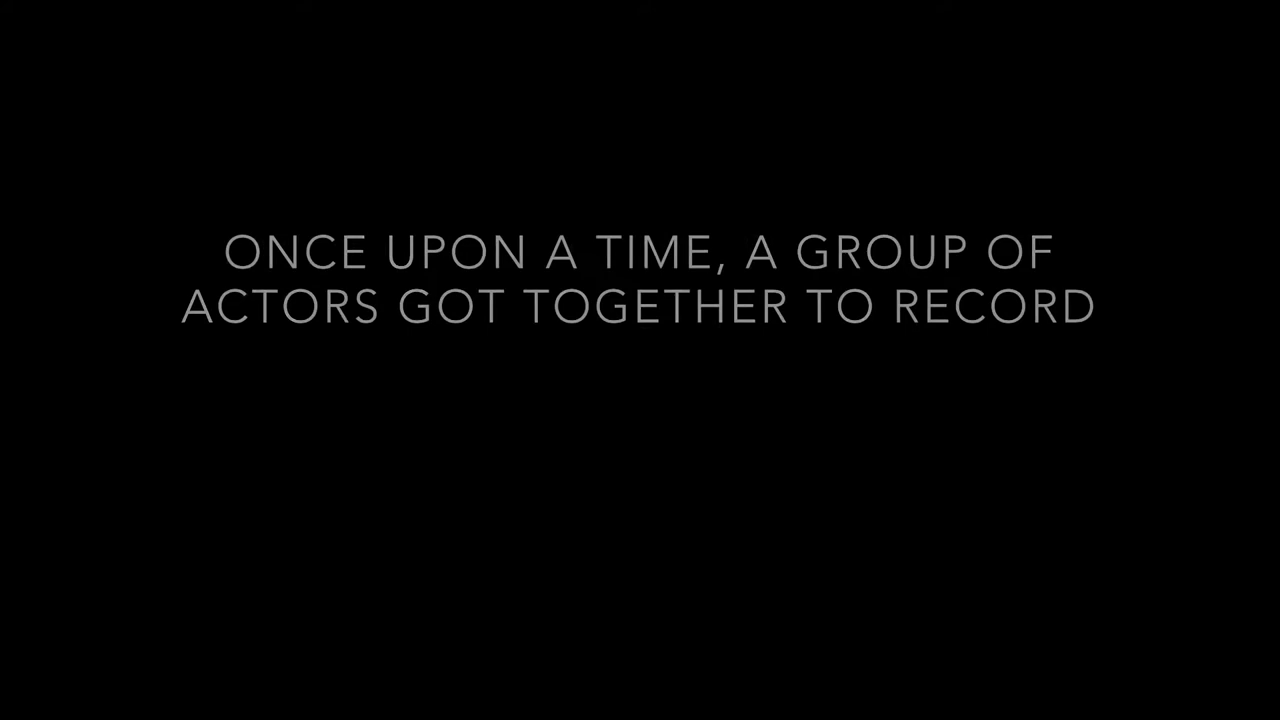 ONCE UPON A TIME, A GROUP OF
ACTORS GOT TOGETHER TO RECORD